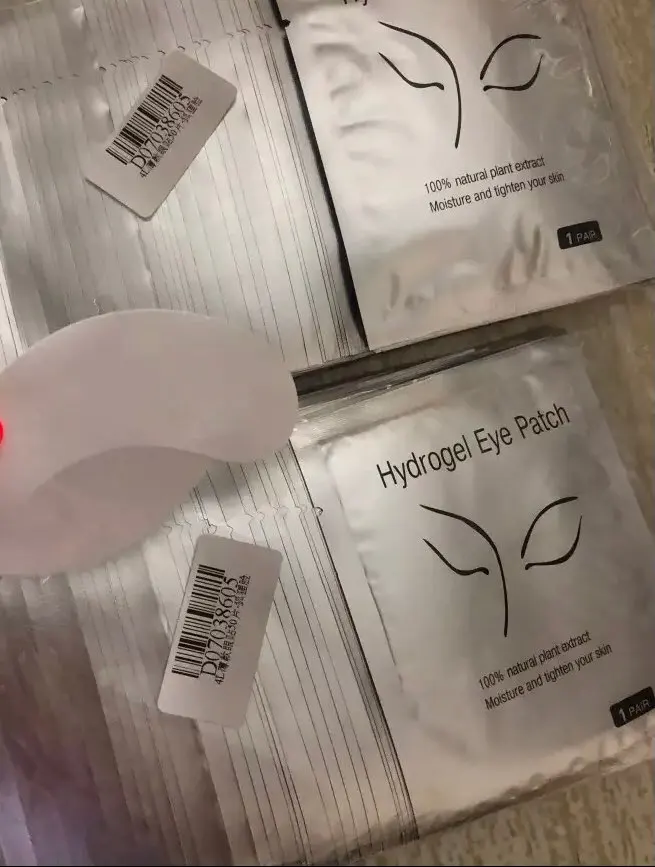 Hy
100% natural plant extract
Moisture and tighten your skin
1 PAIR
D07038605
Hydrogel Eye Patch
100% natural plant extract
Moisture and tighten your skin
1 PAIR
D07038605